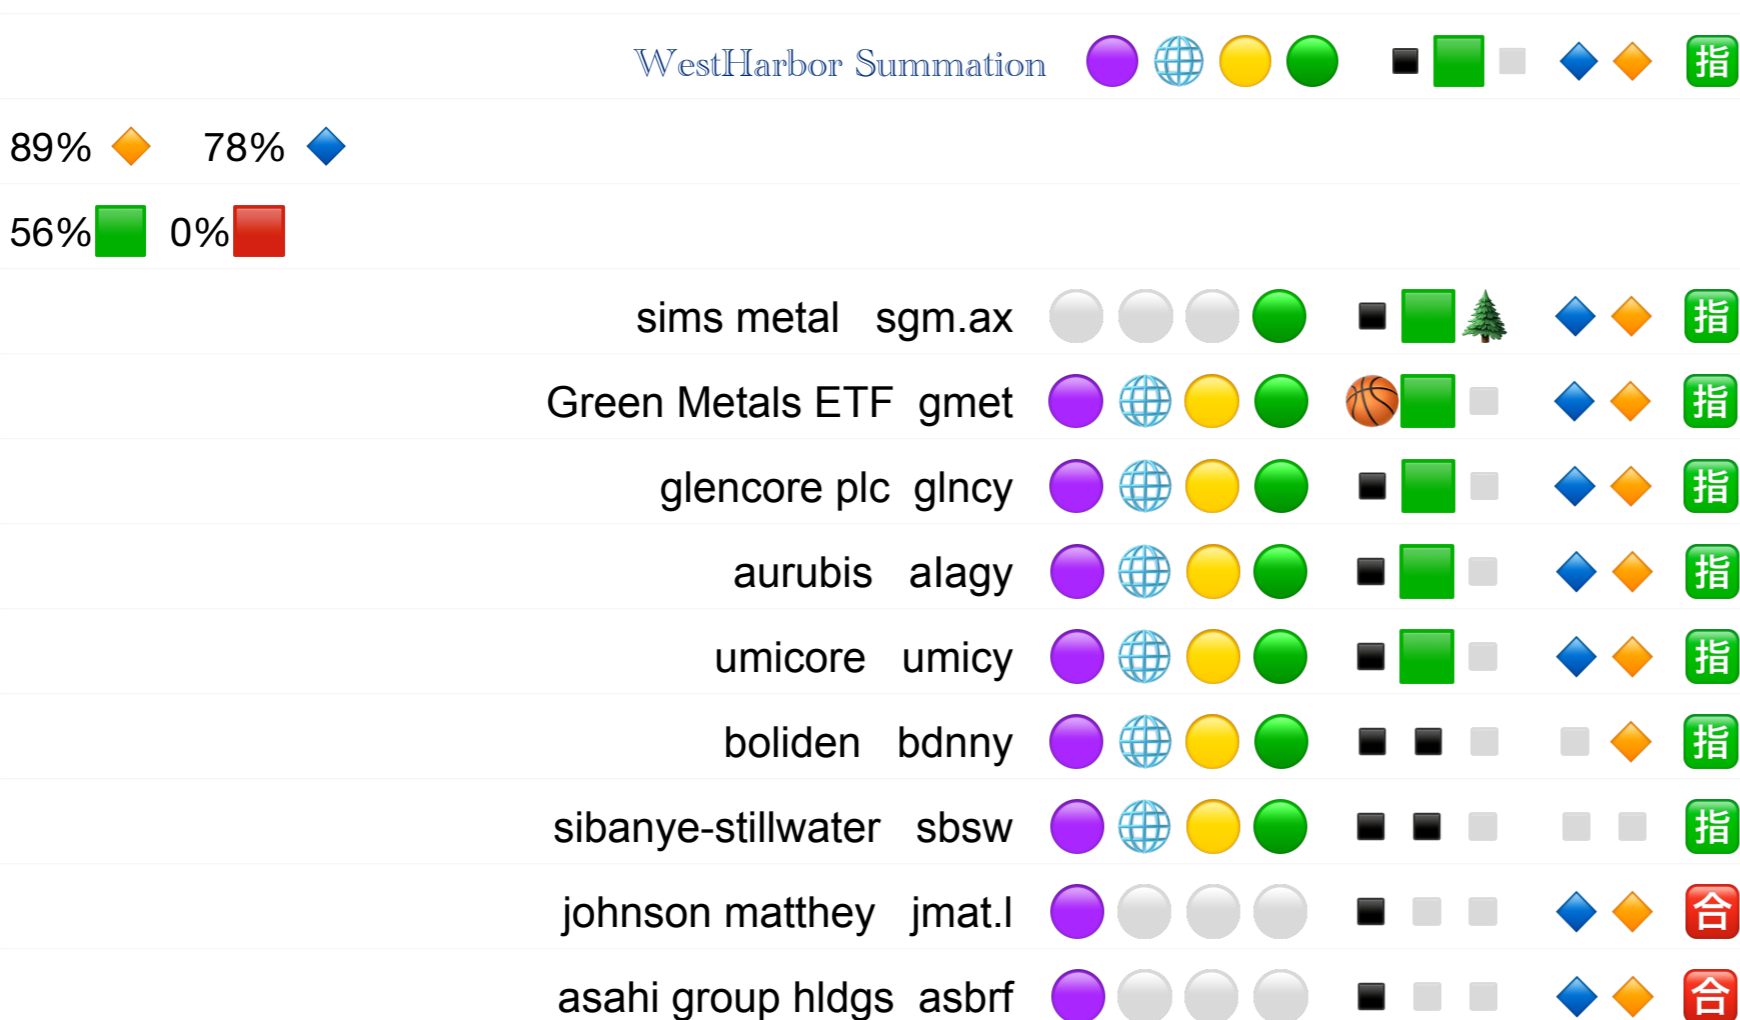 WestHarbor Summation 🟣 🌐 🟡 🟢 ▪️ 🟩 ◽ 🔹 🔸 指
89% 🔸 78% 🔹
56% 🟩 0% 🟥
sims metal sgm.ax 指
Green Metals ETF gmet 指
glencore plc glncy 指
aurubis alagy 指
umicore umicy 指
boliden bdnny 指
sibanye-stillwater sbsw 指
johnson matthey jmat.l 合
asahi group hldgs asbrf 合